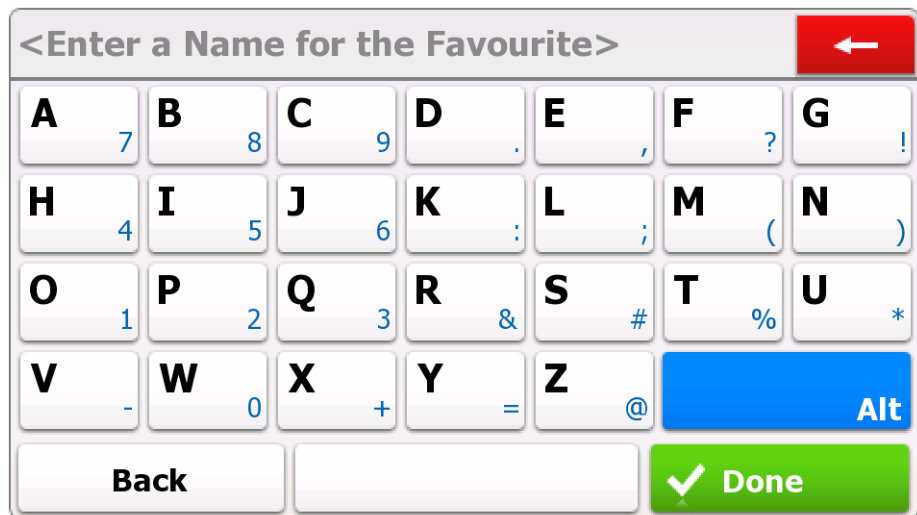 <Enter a Name for the Favourite>
A 7 B 8 C 9 D . E , F ? G !
H 4 I 5 J 6 K : L ; M ( N )
O 1 P 2 Q 3 R & S # T % U *
V - W 0 X + Y = Z @ Alt
Back Done